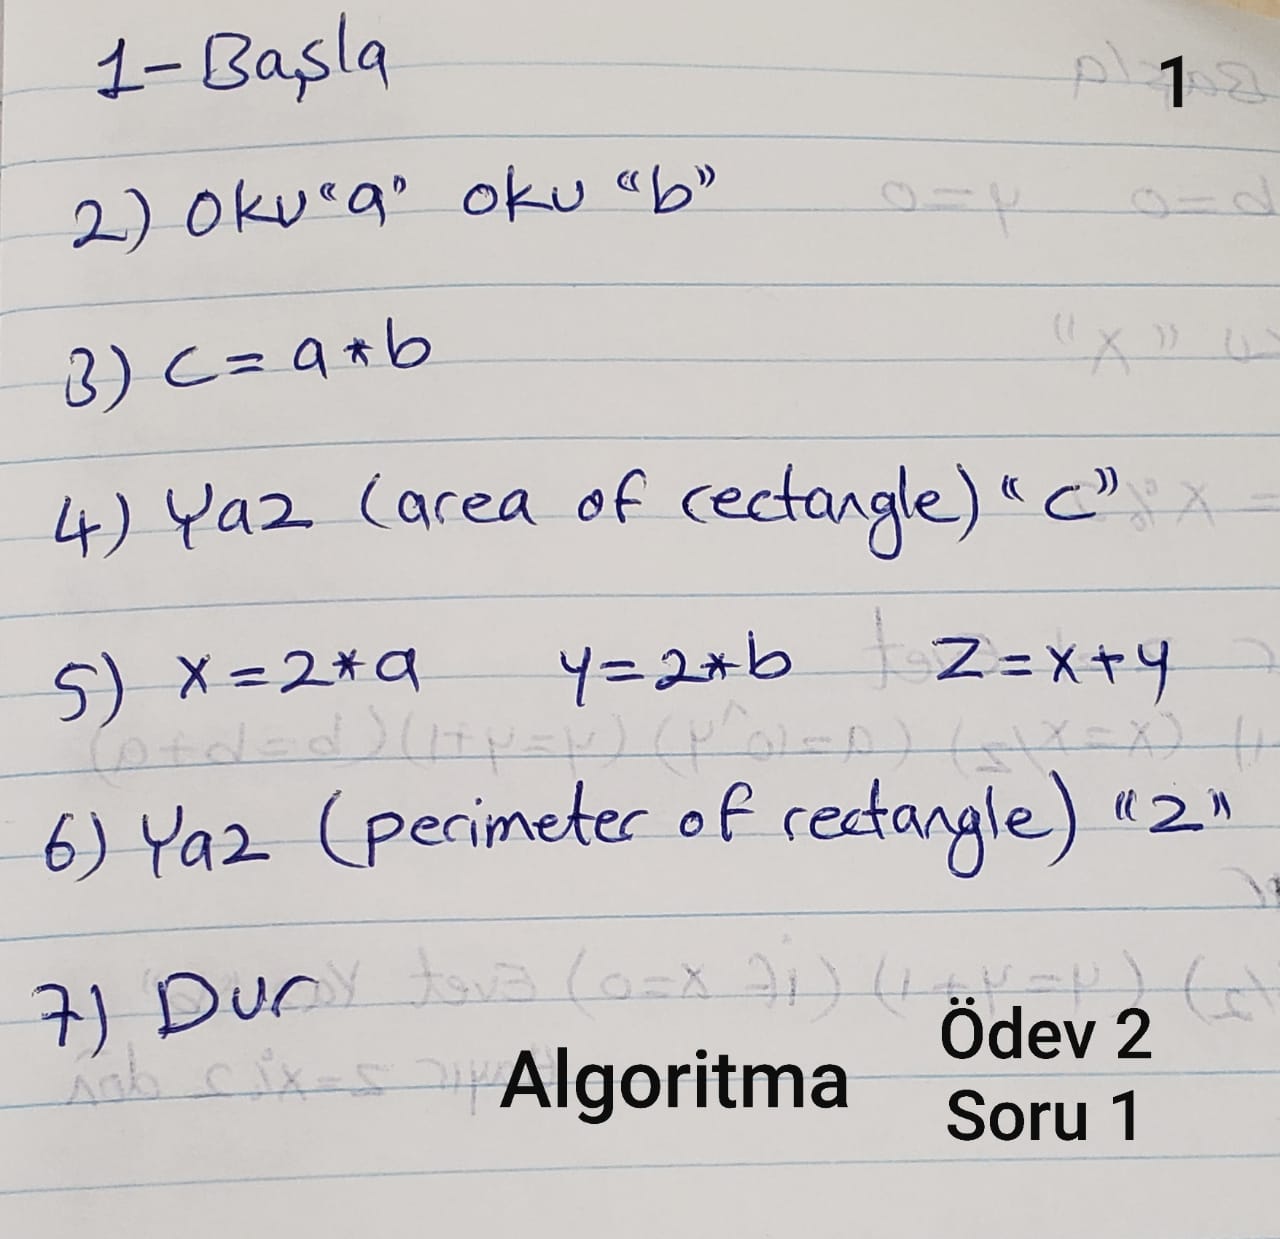 1- Başla
1
2) Oku "a" oku "b"
3) c = a * b
4) Yaz (area of rectangle) "c"
5) x = 2*a y = 2*b z = x+y
6) Yaz (perimeter of rectangle) "z"
7) Dur
Algoritma
Ödev 2
Soru 1